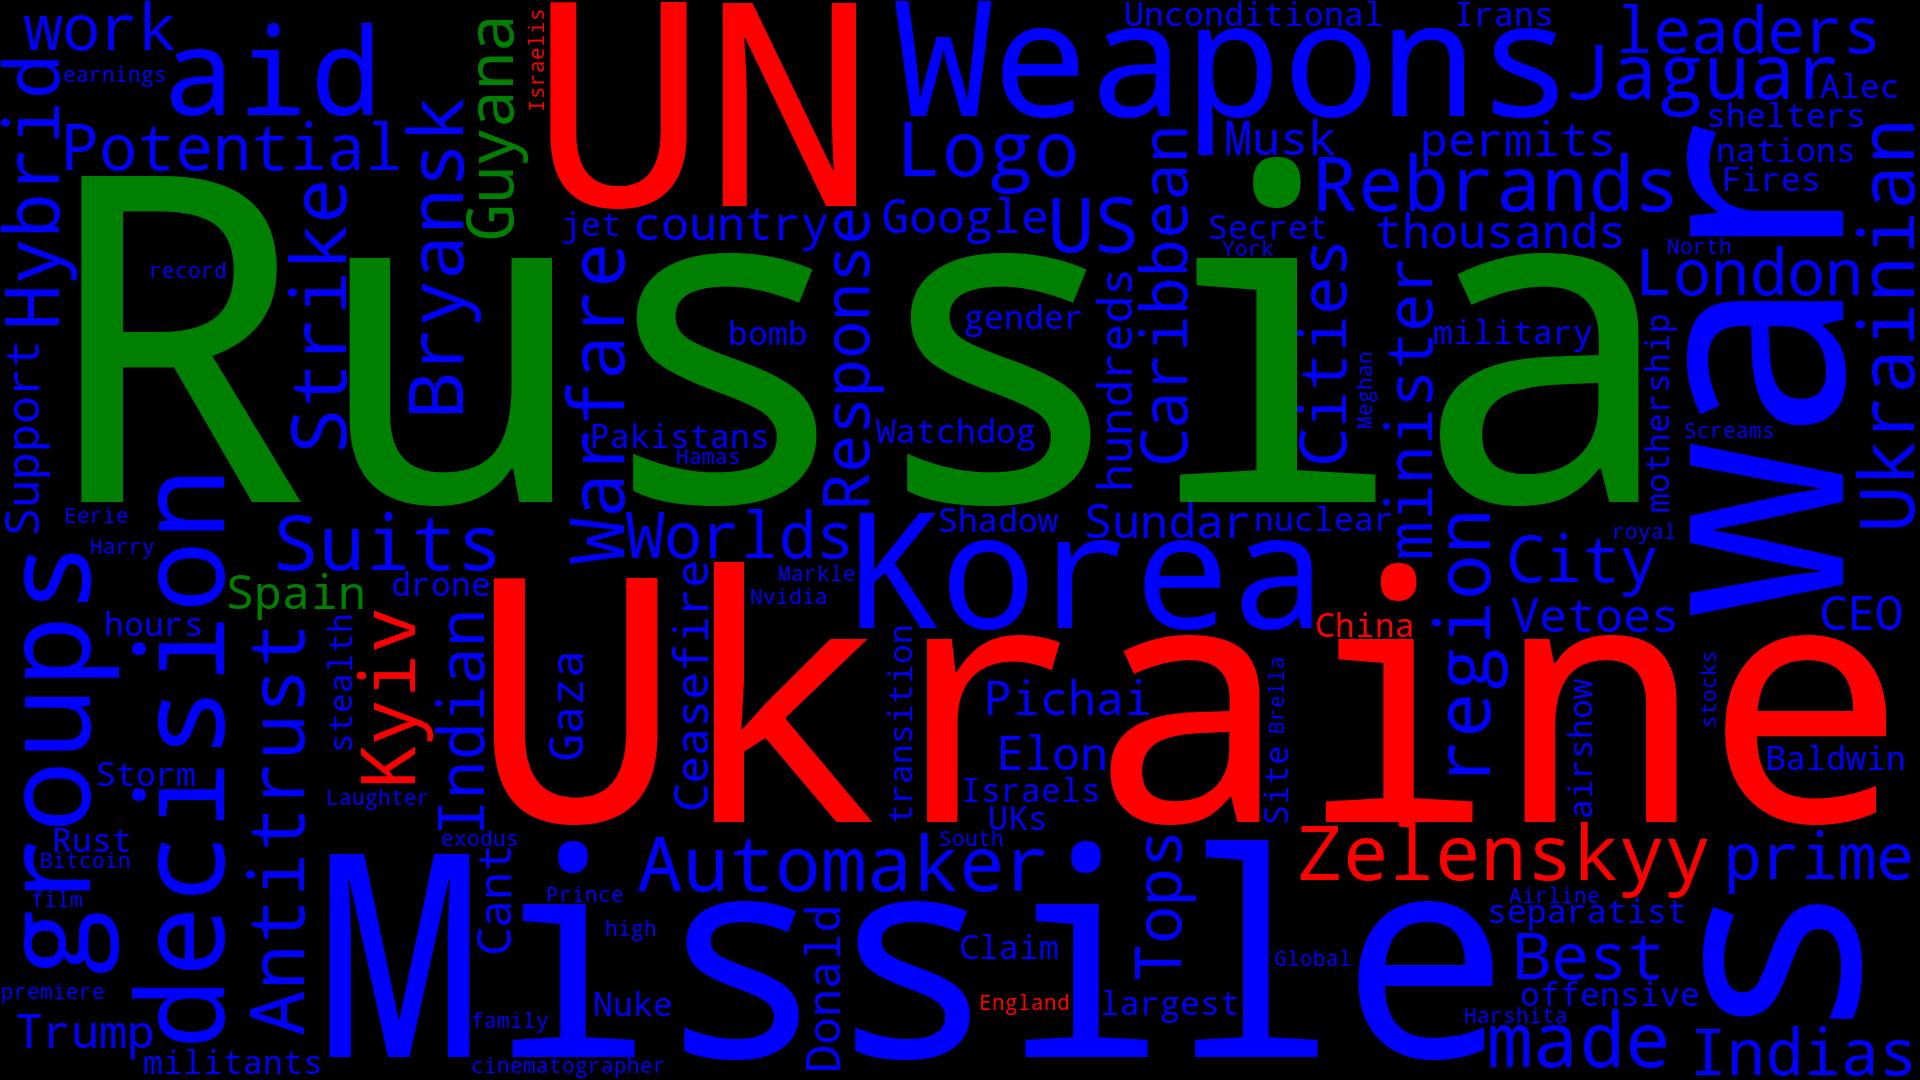 work
earnings
aid
Guyana
Israelis
UN
Weapons
Unconditional
Irans
leaders
Jaguar
Alec
shelters
Hybrid
Potential
Bryansk
Logo
Musk
permits
nations
Fires
Strike
jet
country
Response
Google
US
Caribbean
Secret
York
Rebrands
thousands
North
London
War
Ukrainian
Russia
record
Warfare
bomb
gender
hundreds
Cities
Meghan
minister
military
mothership
Screams
Support
Pakistans
Hamas
Watchdog
Eerie
Harry
decision
Suits
Worlds
Korea
Shadow
Sundar
nuclear
region
City
royal
groups
Spain
drone
Markle
Nvidia
China
Vetoes
CEO
hours
Antitrust
stealth
Kyiv
Indian
Ukraine
Gaza
Ceasefire
transition
Pichai
Elon
Israels
UKs
Brella
Site
airshow
stocks
Baldwin
Storm
Laughter
Rust
Bitcoin
film
exodus
Cant
Automaker
South
Tops
Zelenskyy
prime
Missile
Prince
high
Donald
Claim
Global
Airline
separatist
Best
s
premiere
Trump
militants
family
Nuke
England
largest
offensive
Harshita
made
Indias
cinematographer